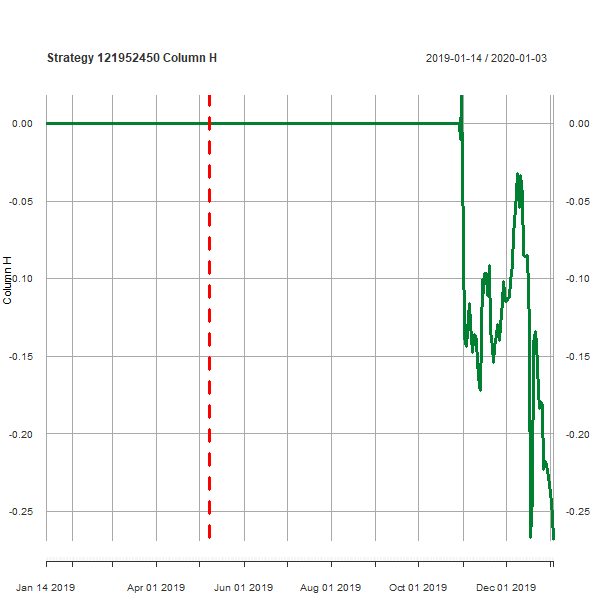 Strategy 121952450 Column H
2019-01-14 / 2020-01-03
0.00 0.00
-0.05 -0.05
-0.10 -0.10
Column H
-0.15 -0.15
-0.20 -0.20
-0.25 -0.25
Jan 14 2019 Apr 01 2019 Jun 01 2019 Aug 01 2019 Oct 01 2019 Dec 01 2019